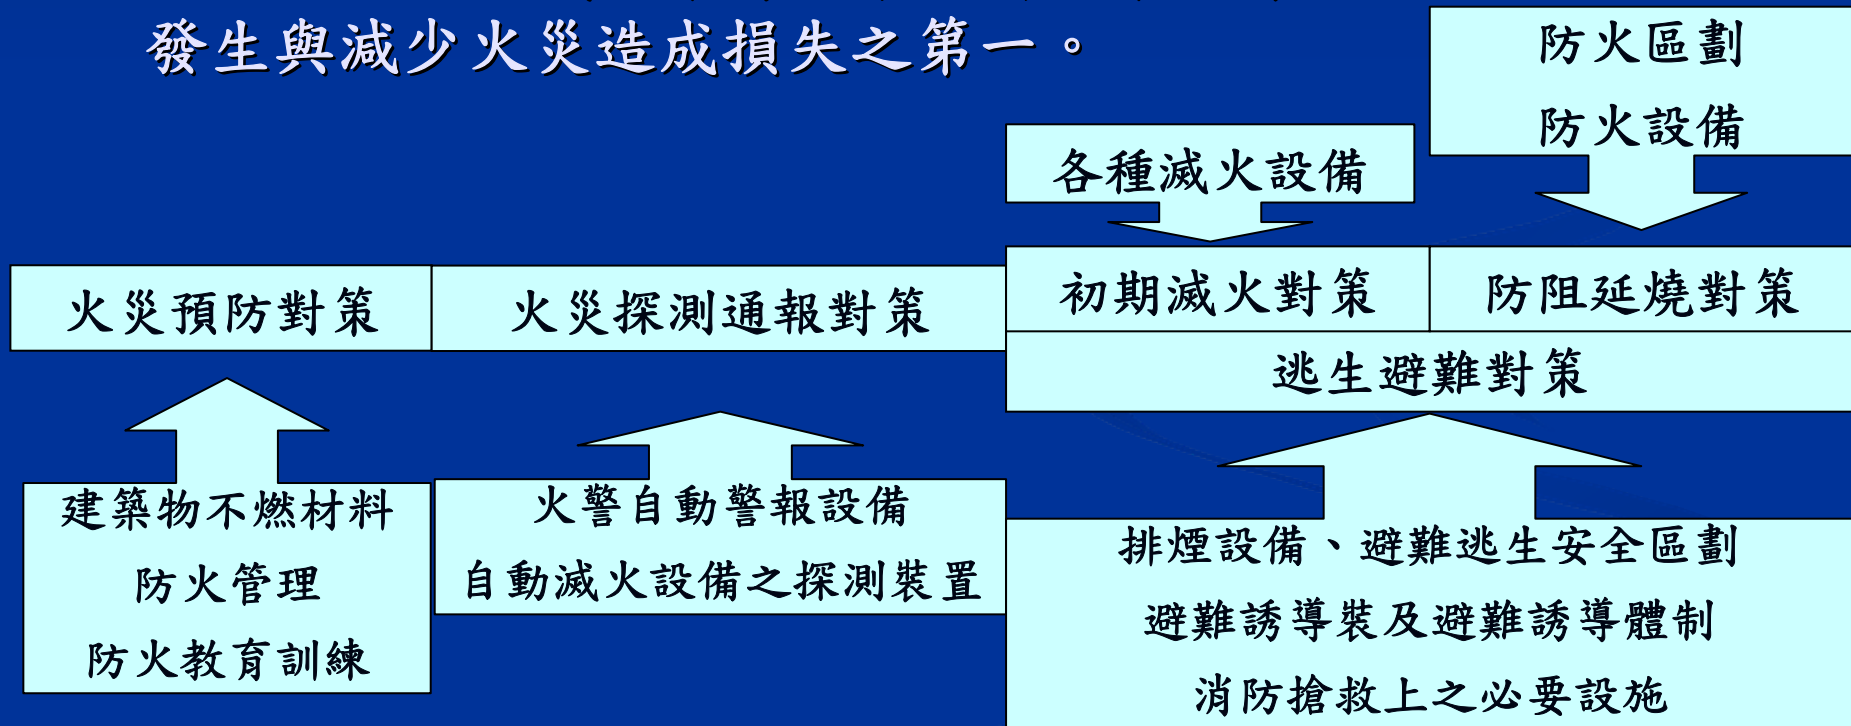 發生與減少火災造成損失之第一。
防火區劃
防火設備
各種滅火設備
火災預防對策
火災探測通報對策
初期滅火對策
防阻延燒對策
逃生避難對策
建築物不燃材料
防火管理
防火教育訓練
火警自動警報設備
自動滅火設備之探測裝置
排煙設備、避難逃生安全區劃
避難誘導裝及避難誘導體制
消防搶救上之必要設施